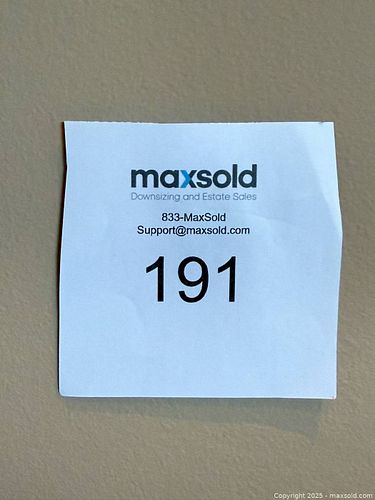 maxsold
Downsizing and Estate Sales
833-MaxSold
Support@maxsold.com
191
Copyright 2025 - maxsold.com